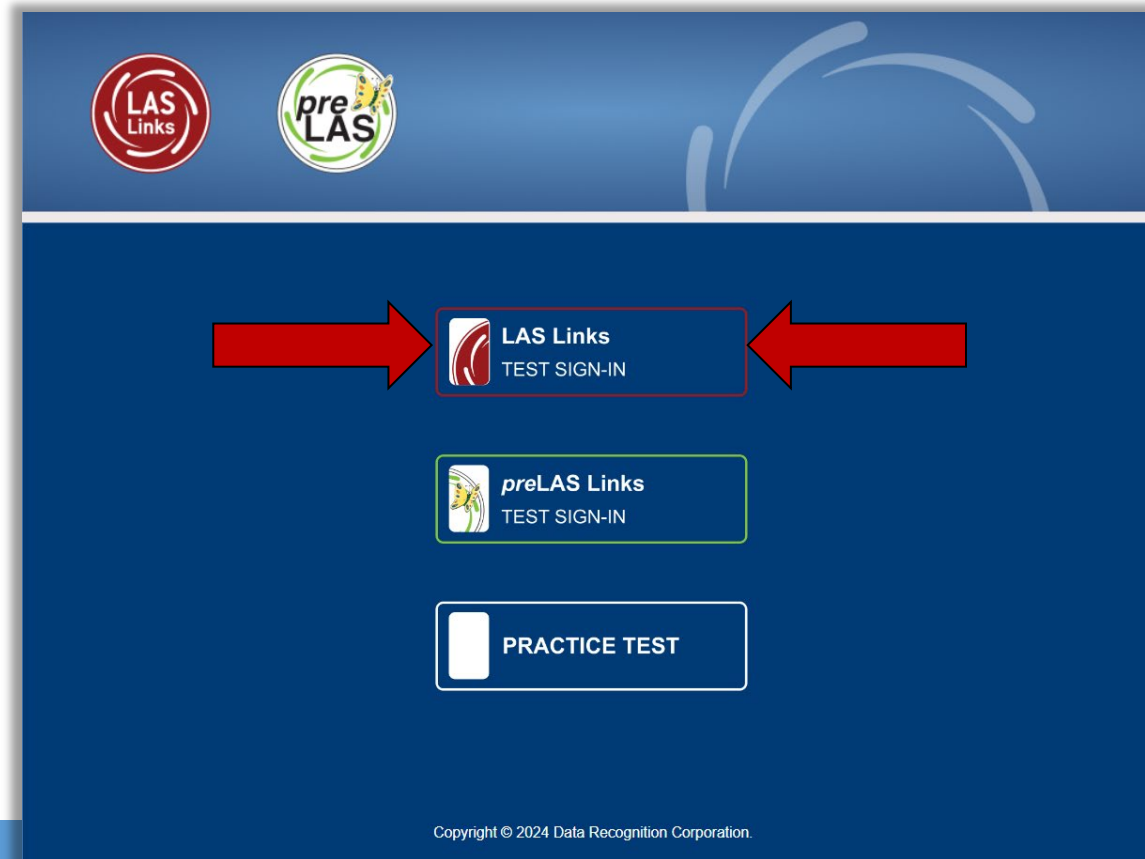 LAS
Links
pre
LAS
LAS Links
TEST SIGN-IN
preLAS Links
TEST SIGN-IN
PRACTICE TEST
Copyright © 2024 Data Recognition Corporation.